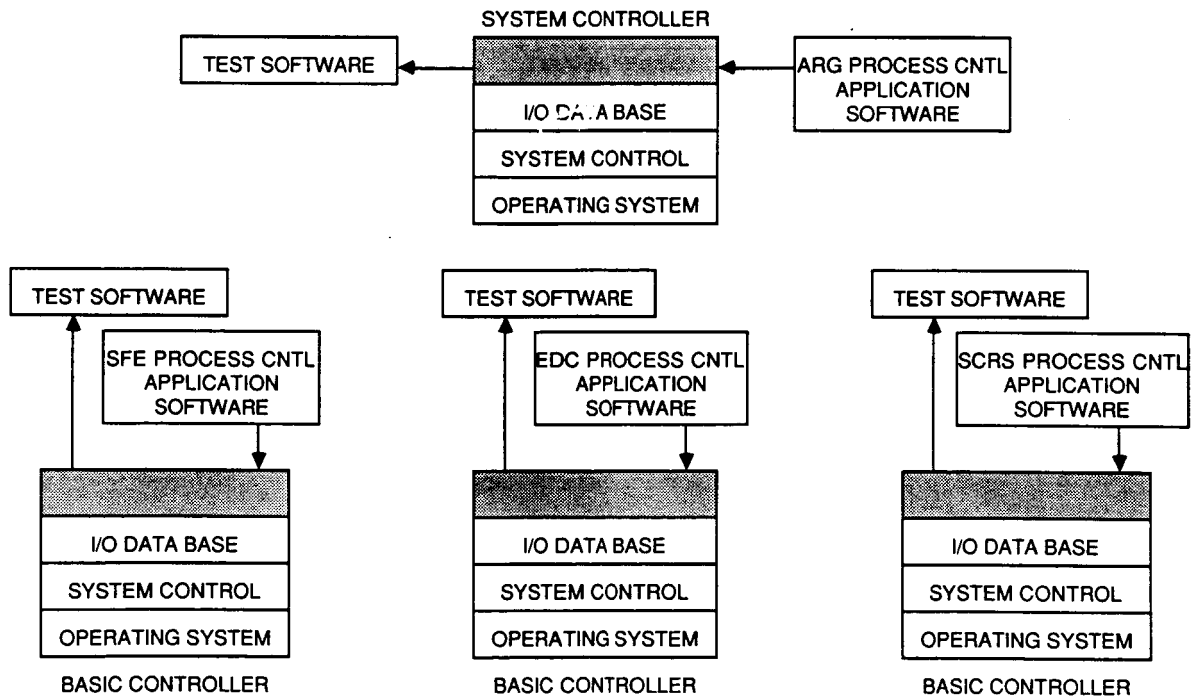 SYSTEM CONTROLLER
TEST SOFTWARE
ARG PROCESS CNTL
APPLICATION
SOFTWARE
I/O DATA BASE
SYSTEM CONTROL
OPERATING SYSTEM
TEST SOFTWARE
SFE PROCESS CNTL
APPLICATION
SOFTWARE
I/O DATA BASE
SYSTEM CONTROL
OPERATING SYSTEM
BASIC CONTROLLER
TEST SOFTWARE
EDC PROCESS CNTL
APPLICATION
SOFTWARE
I/O DATA BASE
SYSTEM CONTROL
OPERATING SYSTEM
BASIC CONTROLLER
TEST SOFTWARE
SCRS PROCESS CNTL
APPLICATION
SOFTWARE
I/O DATA BASE
SYSTEM CONTROL
OPERATING SYSTEM
BASIC CONTROLLER